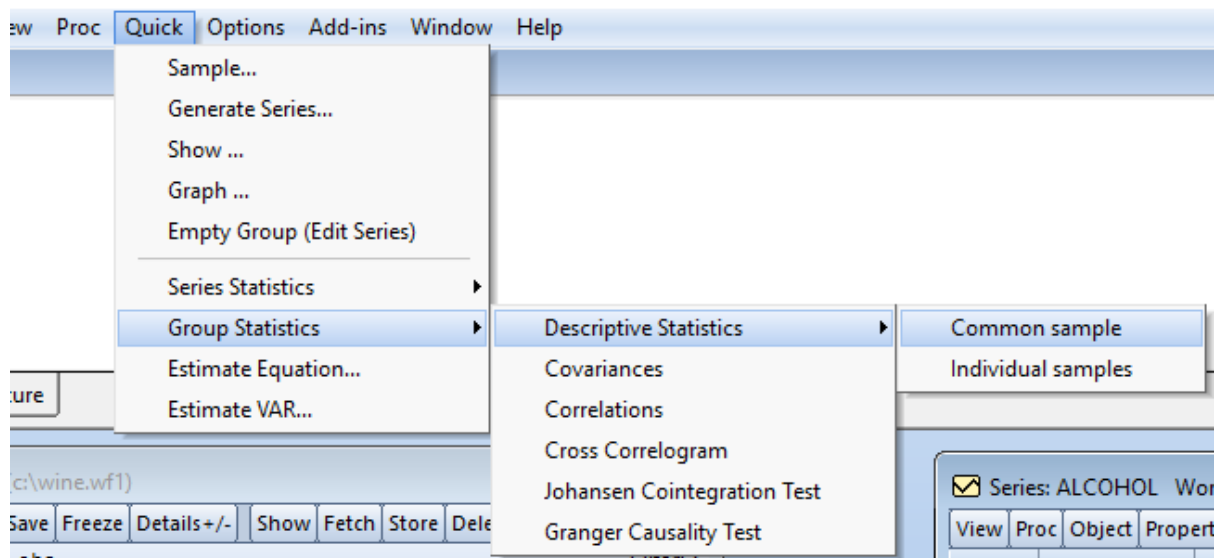 ew Proc Quick Options Add-ins Window Help
Sample...
Generate Series...
Show ...
Graph ...
Empty Group (Edit Series)
Series Statistics
Group Statistics
Estimate Equation...
Estimate VAR...
Descriptive Statistics
Covariances
Correlations
Cross Correlogram
Johansen Cointegration Test
Granger Causality Test
Common sample
Individual samples
ture
(c:\wine.wf1)
Save Freeze Details+/- Show Fetch Store Dele
Series: ALCOHOL Wor
View Proc Object Propert